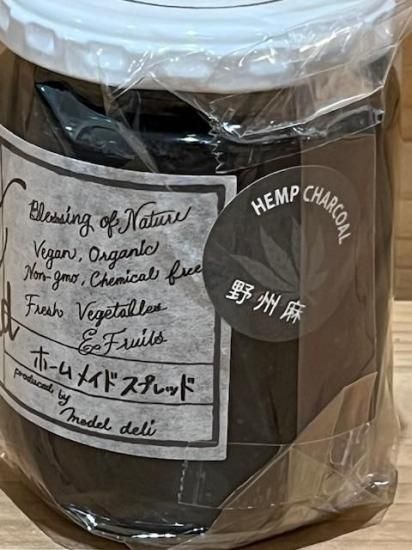 Blessing of Nature
Vegan, Organic
Non-gmo, Chemical free
Fresh Vegetables
& Fruits
ホームメイドスプレッド
produced by
model deli
HEMP CHARCOAL
野州麻